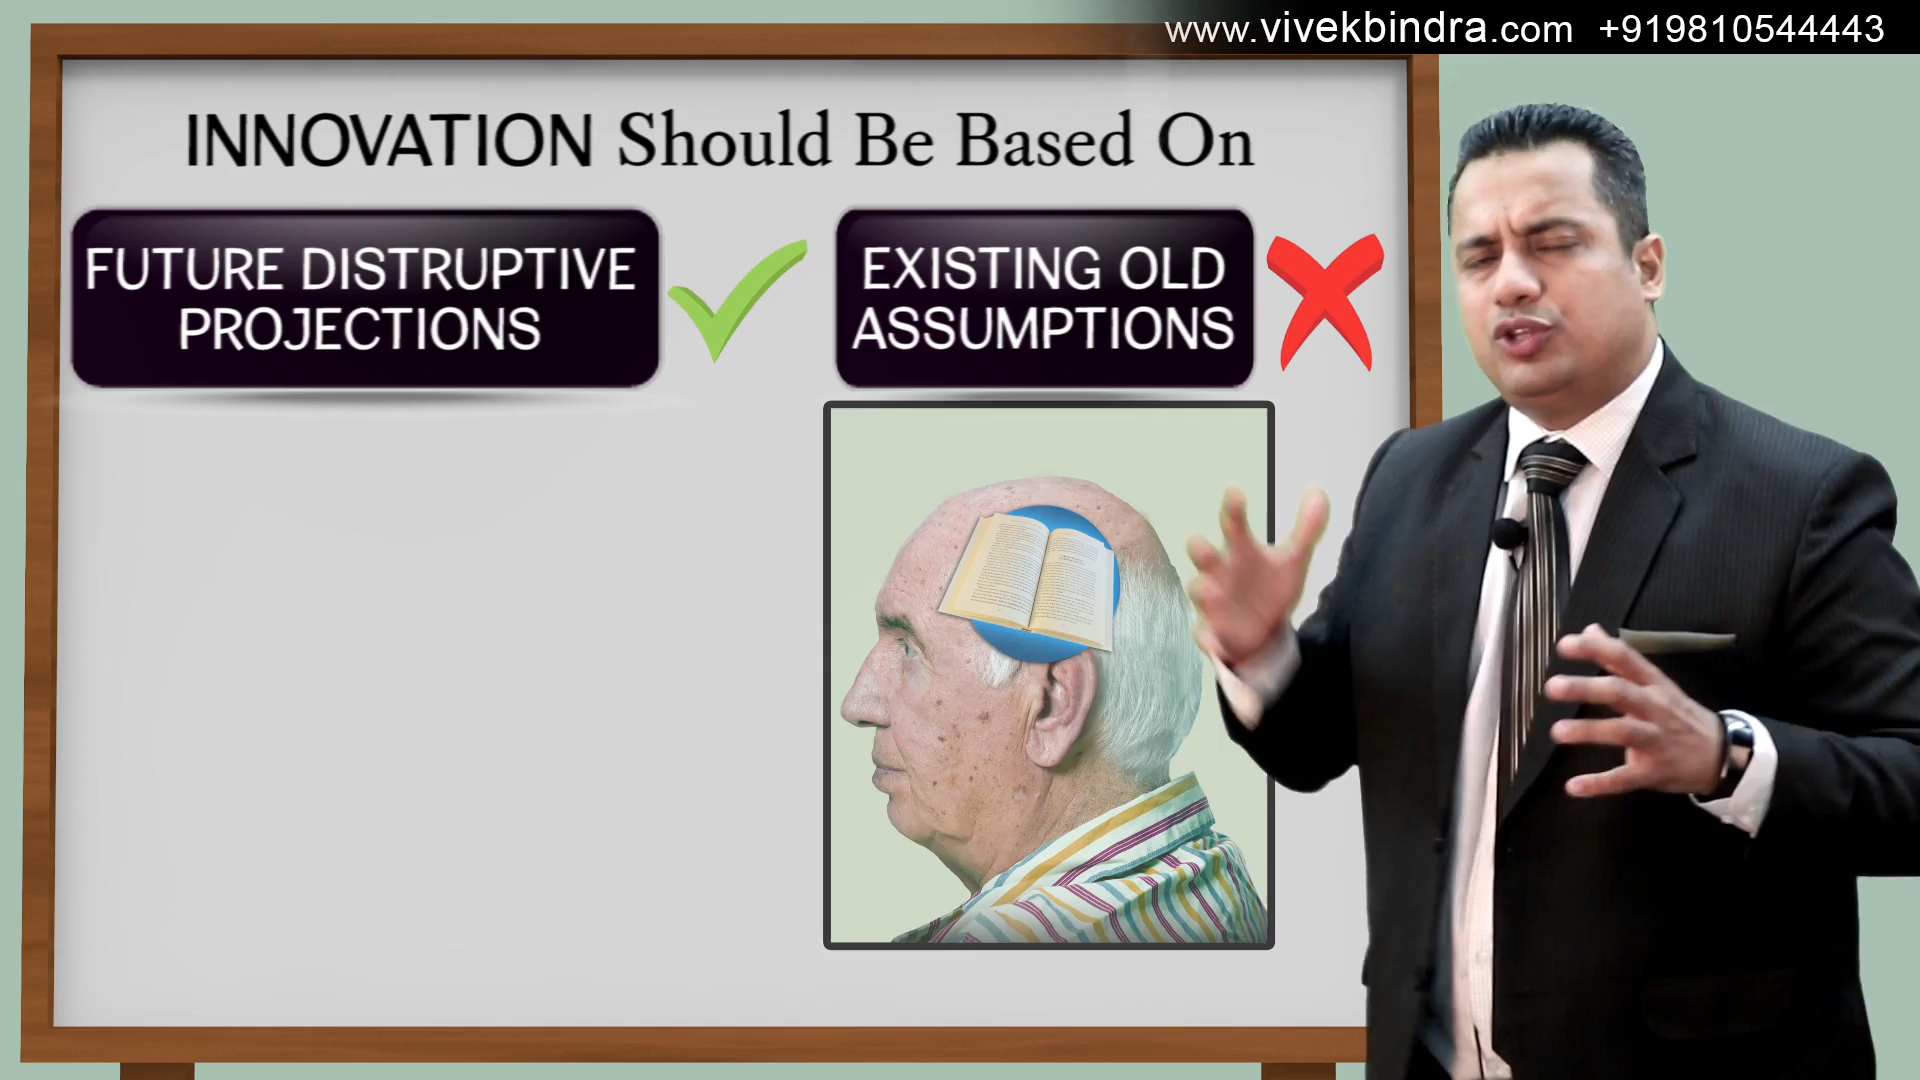 www.vivekbindra.com +919810544443
INNOVATION Should Be Based On
FUTURE DISTRUPTIVE
PROJECTIONS
EXISTING OLD
ASSUMPTIONS